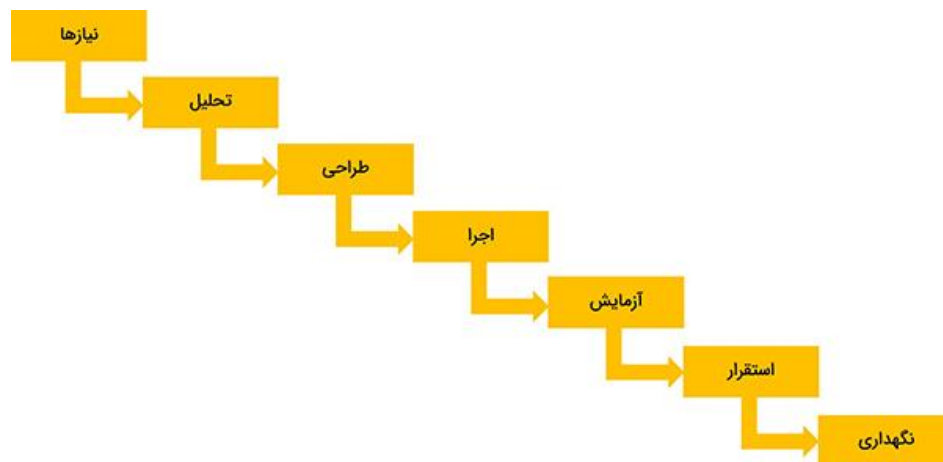 نیازها
تحلیل
طراحی
اجرا
آزمایش
استقرار
نگهداری